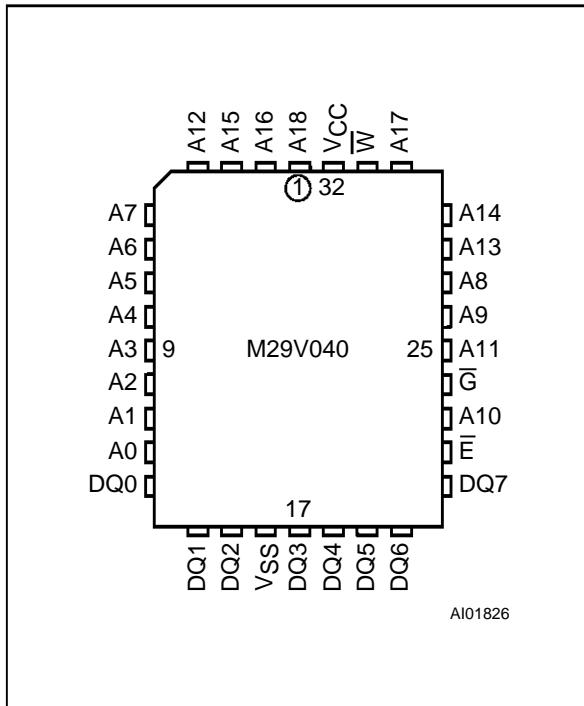 A12 A15 A16 A18 VCC W̅ A17
1 32
A7 A14
A6 A13
A5 A8
A4 A9
A3 9 M29V040 25 A11
A2 G̅
A1 A10
A0 E̅
DQ0 DQ7
17
DQ1 DQ2 VSS DQ3 DQ4 DQ5 DQ6
AI01826